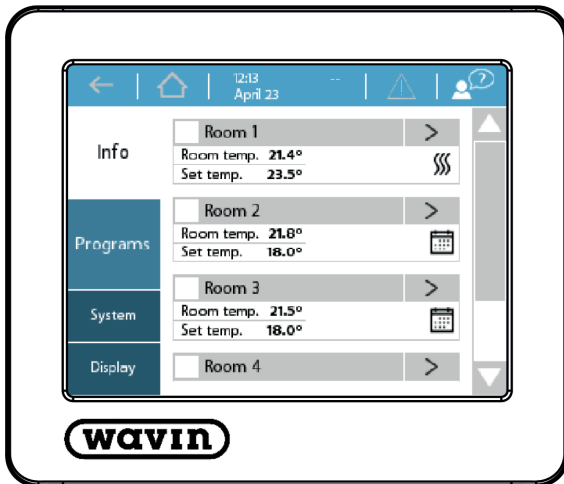 12:13 --
April 23
?
Info
Programs
System
Display
Room 1 >
Room temp. 21.4°
Set temp. 23.5°
Room 2 >
Room temp. 21.8°
Set temp. 18.0°
Room 3 >
Room temp. 21.5°
Set temp. 18.0°
Room 4 >
wavin